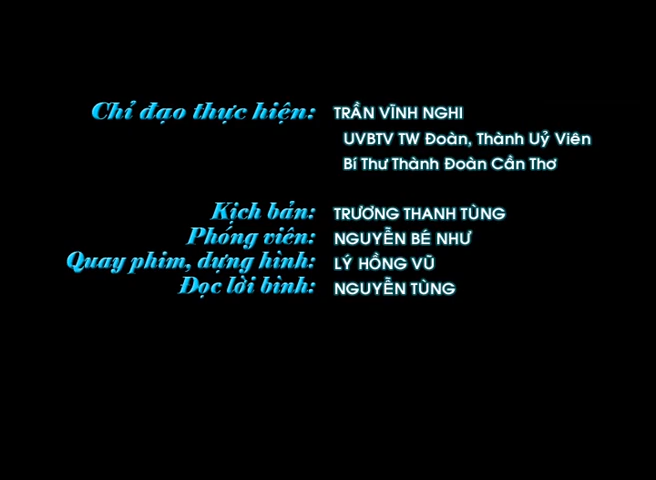 Chỉ đạo thực hiện: TRẦN VĨNH NGHI
UVBTV TW Đoàn, Thành Uỷ Viên
Bí Thư Thành Đoàn Cần Thơ
Kịch bản: TRƯƠNG THANH TÙNG
Phóng viên: NGUYỄN BÉ NHƯ
Quay phim, dựng hình: LÝ HỒNG VŨ
Đọc lời bình: NGUYỄN TÙNG